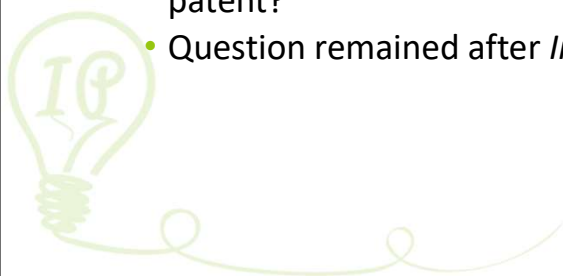 patent?
• Question remained after
IP